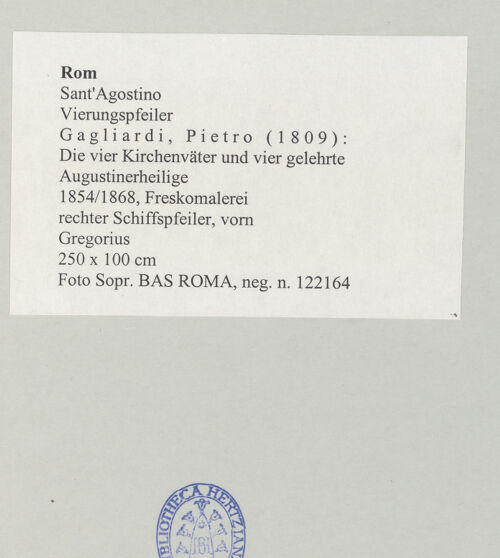 Rom
Sant'Agostino
Vierungspfeiler
Gagliardi, Pietro (1809):
Die vier Kirchenväter und vier gelehrte
Augustinerheilige
1854/1868, Freskomalerei
rechter Schiffspfeiler, vorn
Gregorius
250 x 100 cm
Foto Sopr. BAS ROMA, neg. n. 122164
BIBLIOTHECA HERTZIAN